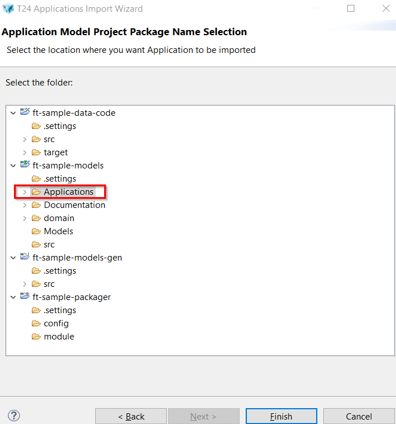 T24 Applications Import Wizard
Application Model Project Package Name Selection
Select the location where you want Application to be imported
Select the folder:
ft-sample-data-code
.settings
src
target
ft-sample-models
.settings
Applications
Documentation
domain
Models
src
ft-sample-models-gen
.settings
src
ft-sample-packager
.settings
config
module
? < Back Next > Finish Cancel